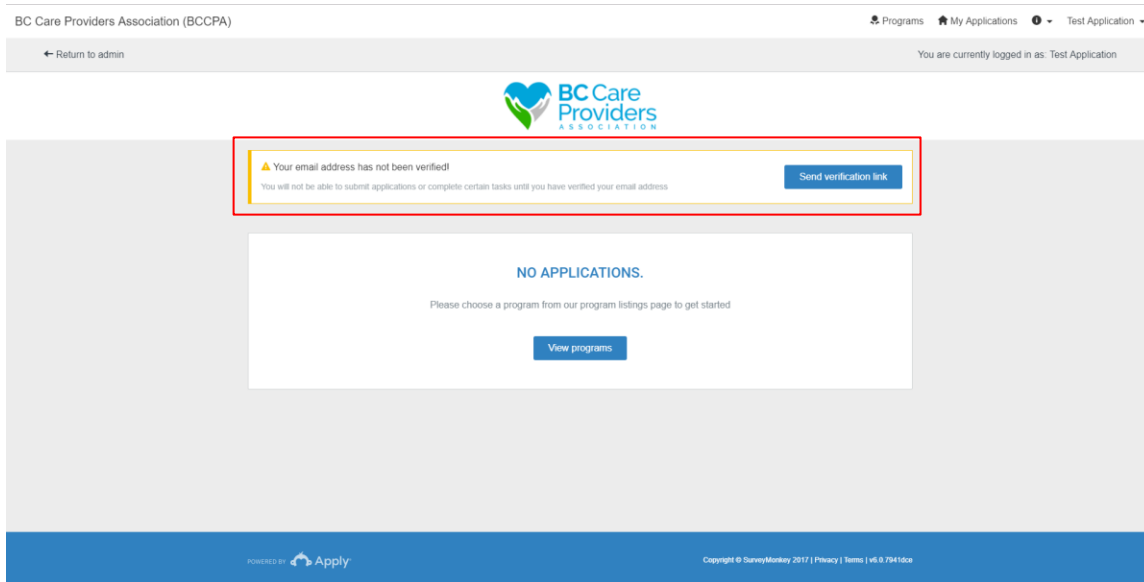 BC Care Providers Association (BCCPA)
Programs
My Applications
Test Application
Return to admin
You are currently logged in as: Test Application
BC Care
Providers
ASSOCIATION
Your email address has not been verified!
You will not be able to submit applications or complete certain tasks until you have verified your email address
Send verification link
NO APPLICATIONS.
Please choose a program from our program listings page to get started
View programs
POWERED BY Apply
Copyright © SurveyMonkey 2017 | Privacy | Terms | v6.0.7941dce